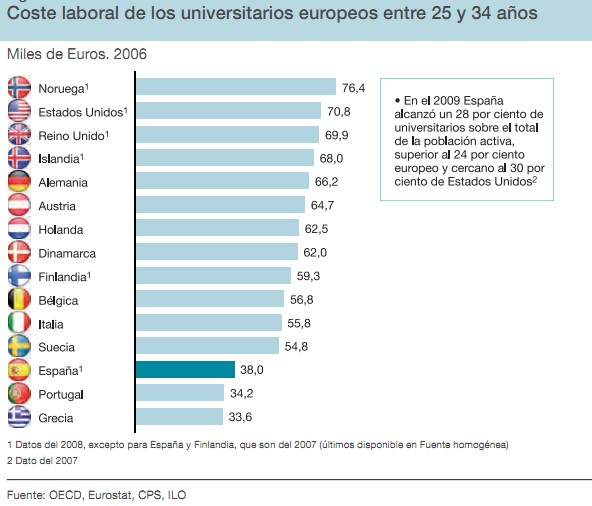 Coste laboral de los universitarios europeos entre 25 y 34 años
Miles de Euros. 2006
Noruega¹ 76,4
Estados Unidos¹ 70,8
Reino Unido¹ 69,9
Islandia¹ 68,0
Alemania 66,2
Austria 64,7
Holanda 62,5
Dinamarca 62,0
Finlandia¹ 59,3
Bélgica 56,8
Italia 55,8
Suecia 54,8
España¹ 38,0
Portugal 34,2
Grecia 33,6
• En el 2009 España
alcanzó un 28 por ciento de
universitarios sobre el total
de la población activa,
superior al 24 por ciento
europeo y cercano al 30 por
ciento de Estados Unidos²
1 Datos del 2008, excepto para España y Finlandia, que son del 2007 (últimos disponible en Fuente homogénea)
2 Dato del 2007
Fuente: OECD, Eurostat, CPS, ILO